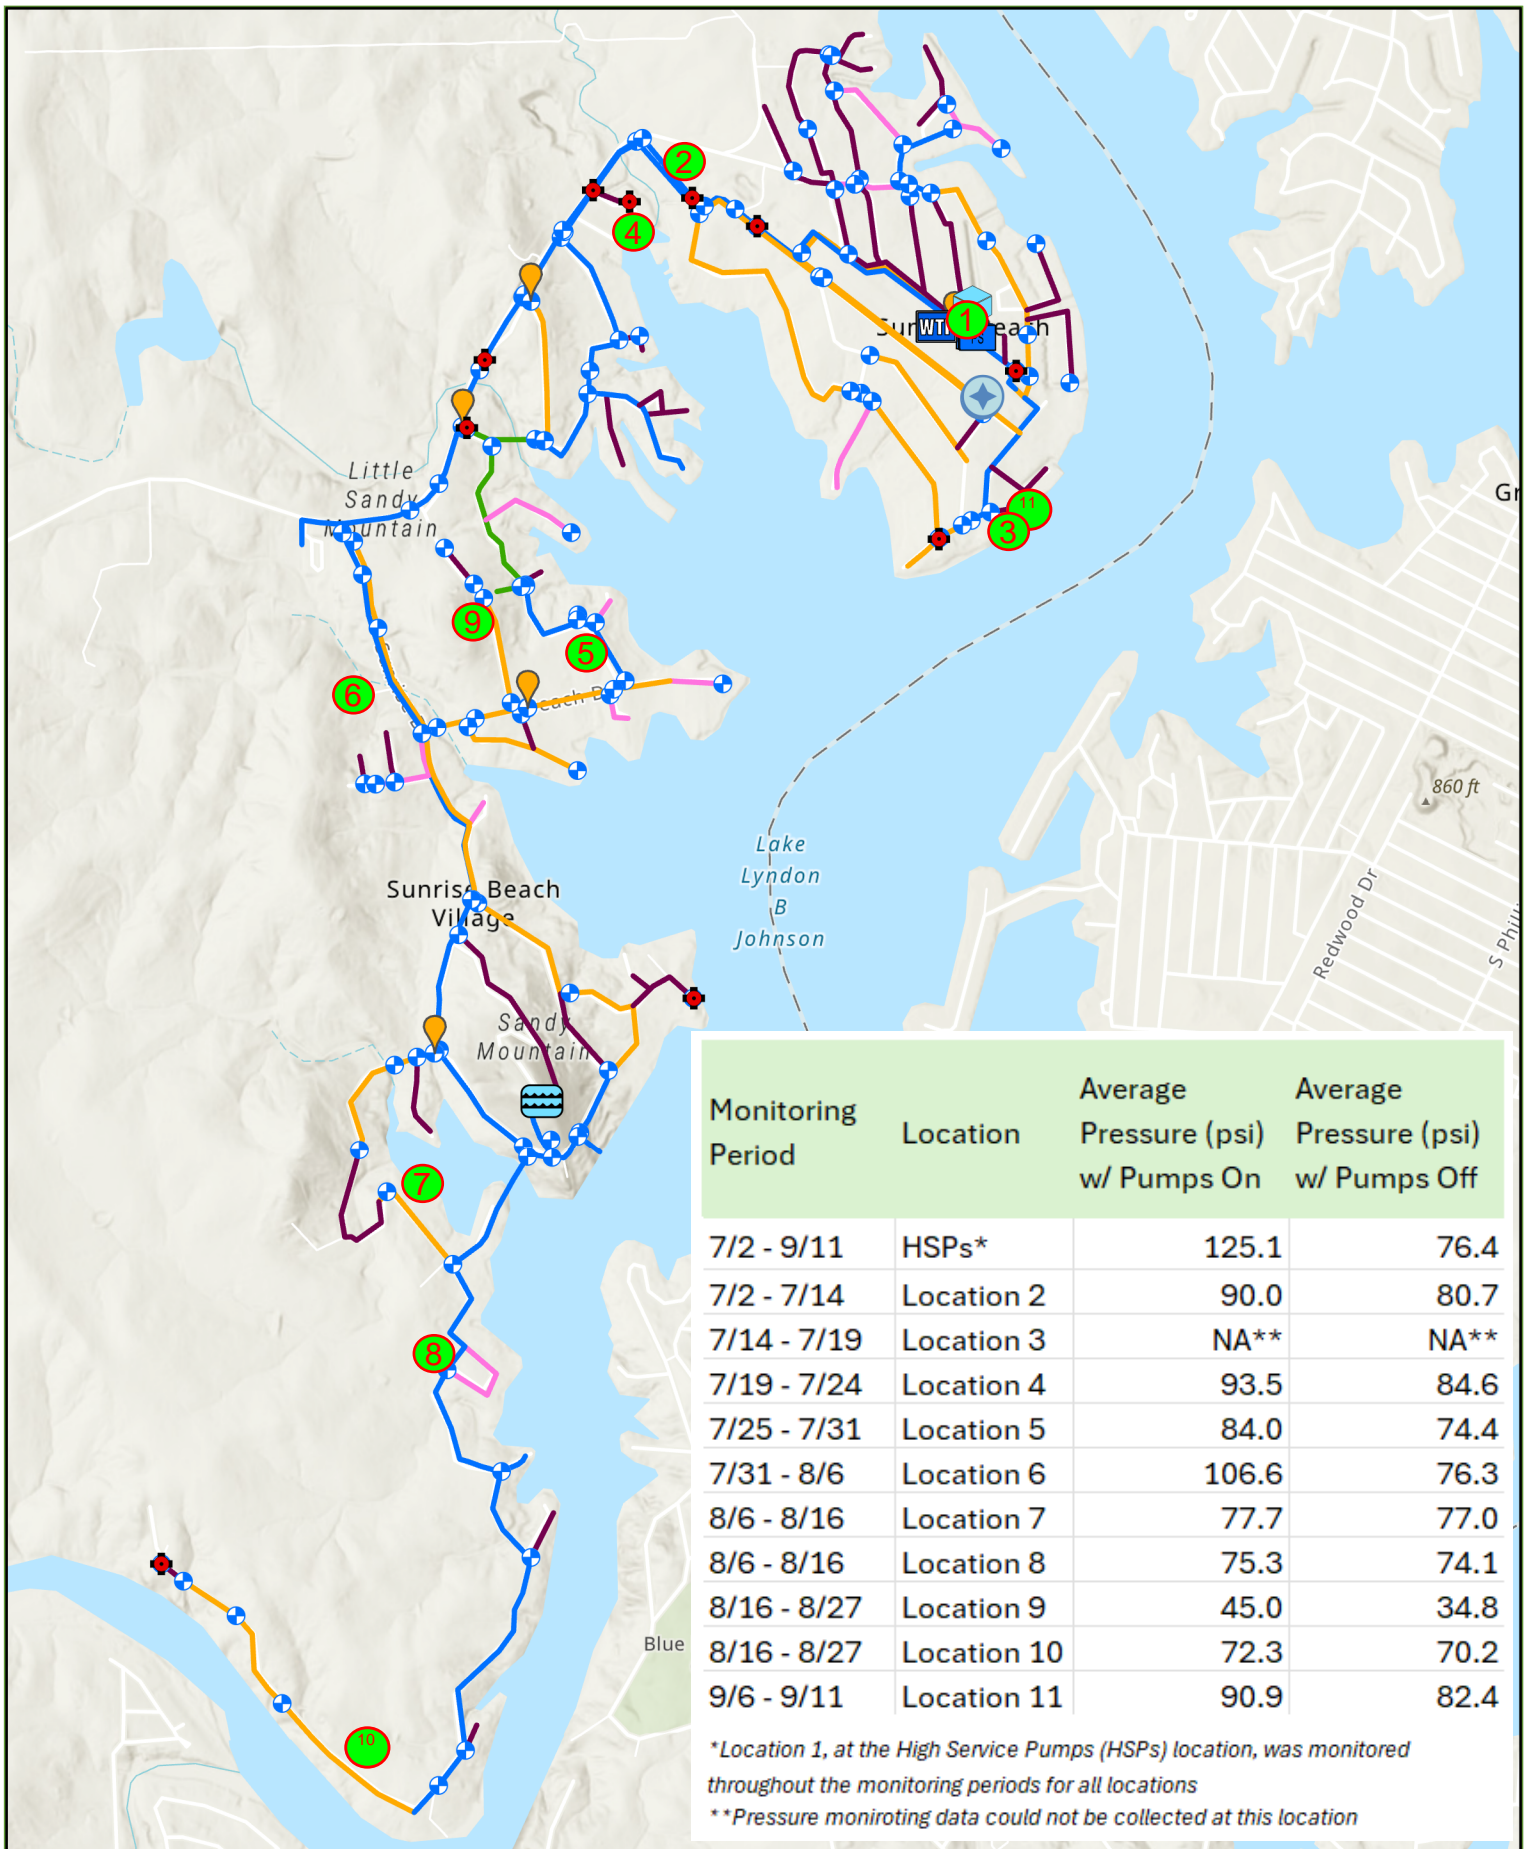 2
4
1
WT
PS
Sun
each
Little
Sandy
Mountain
Gr
11
3
9
5
6
each D
860 ft
Lake
Lyndon
B
Johnson
Sunrise Beach
Village
Redwood Dr
S Phil
Sandy
Mountain
7
8
Blue
10
Monitoring
Period
Location
Average
Pressure (psi)
w/ Pumps On
Average
Pressure (psi)
w/ Pumps Off
7/2 - 9/11 HSPs* 125.1 76.4
7/2 - 7/14 Location 2 90.0 80.7
7/14 - 7/19 Location 3 NA** NA**
7/19 - 7/24 Location 4 93.5 84.6
7/25 - 7/31 Location 5 84.0 74.4
7/31 - 8/6 Location 6 106.6 76.3
8/6 - 8/16 Location 7 77.7 77.0
8/6 - 8/16 Location 8 75.3 74.1
8/16 - 8/27 Location 9 45.0 34.8
8/16 - 8/27 Location 10 72.3 70.2
9/6 - 9/11 Location 11 90.9 82.4
*Location 1, at the High Service Pumps (HSPs) location, was monitored
throughout the monitoring periods for all locations
**Pressure moniroting data could not be collected at this location